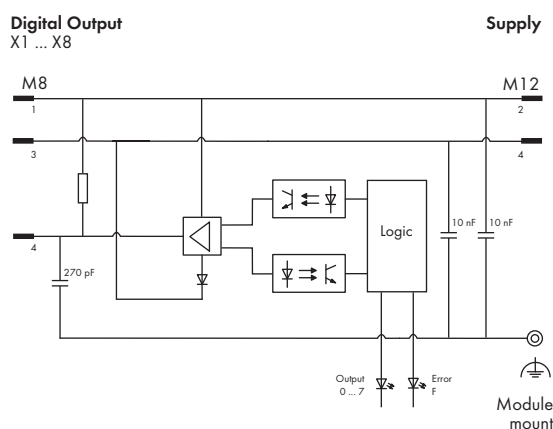 Digital Output
X1 ... X8
Supply
M8
M12
1
2
3
4
Logic
10 nF
10 nF
4
270 pF
Output
0 ... 7
Error
F
Module
mount